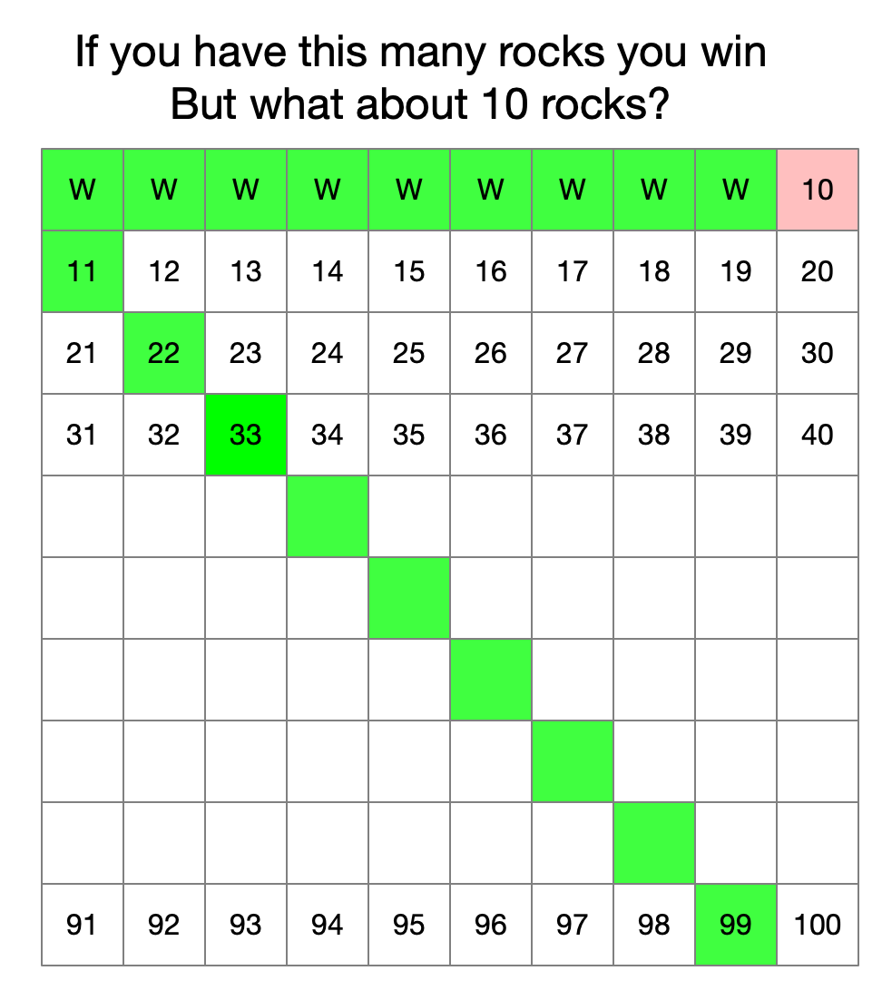 If you have this many rocks you win
But what about 10 rocks?
W W W W W W W W W 10
11 12 13 14 15 16 17 18 19 20
21 22 23 24 25 26 27 28 29 30
31 32 33 34 35 36 37 38 39 40
91 92 93 94 95 96 97 98 99 100